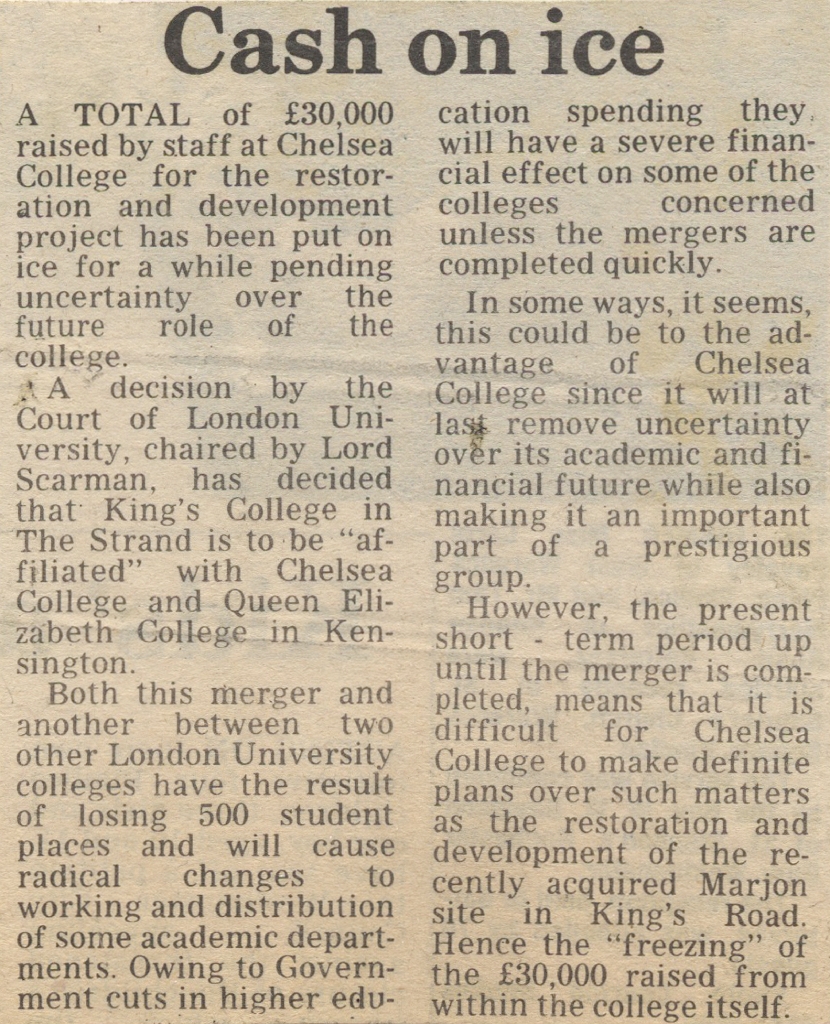 Cash on ice
A TOTAL of £30,000
raised by staff at Chelsea
College for the restor-
ation and development
project has been put on
ice for a while pending
uncertainty over the
future role of the
college.
A decision by the
Court of London Uni-
versity, chaired by Lord
Scarman, has decided
that King's College in
The Strand is to be "af-
filiated" with Chelsea
College and Queen Eli-
zabeth College in Ken-
sington.
Both this merger and
another between two
other London University
colleges have the result
of losing 500 student
places and will cause
radical changes to
working and distribution
of some academic depart-
ments. Owing to Govern-
ment cuts in higher edu-
cation spending they
will have a severe finan-
cial effect on some of the
colleges concerned
unless the mergers are
completed quickly.
In some ways, it seems,
this could be to the ad-
vantage of Chelsea
College since it will at
last remove uncertainty
over its academic and fi-
nancial future while also
making it an important
part of a prestigious
group.
However, the present
short - term period up
until the merger is com-
pleted, means that it is
difficult for Chelsea
College to make definite
plans over such matters
as the restoration and
development of the re-
cently acquired Marjon
site in King's Road.
Hence the "freezing" of
the £30,000 raised from
within the college itself.